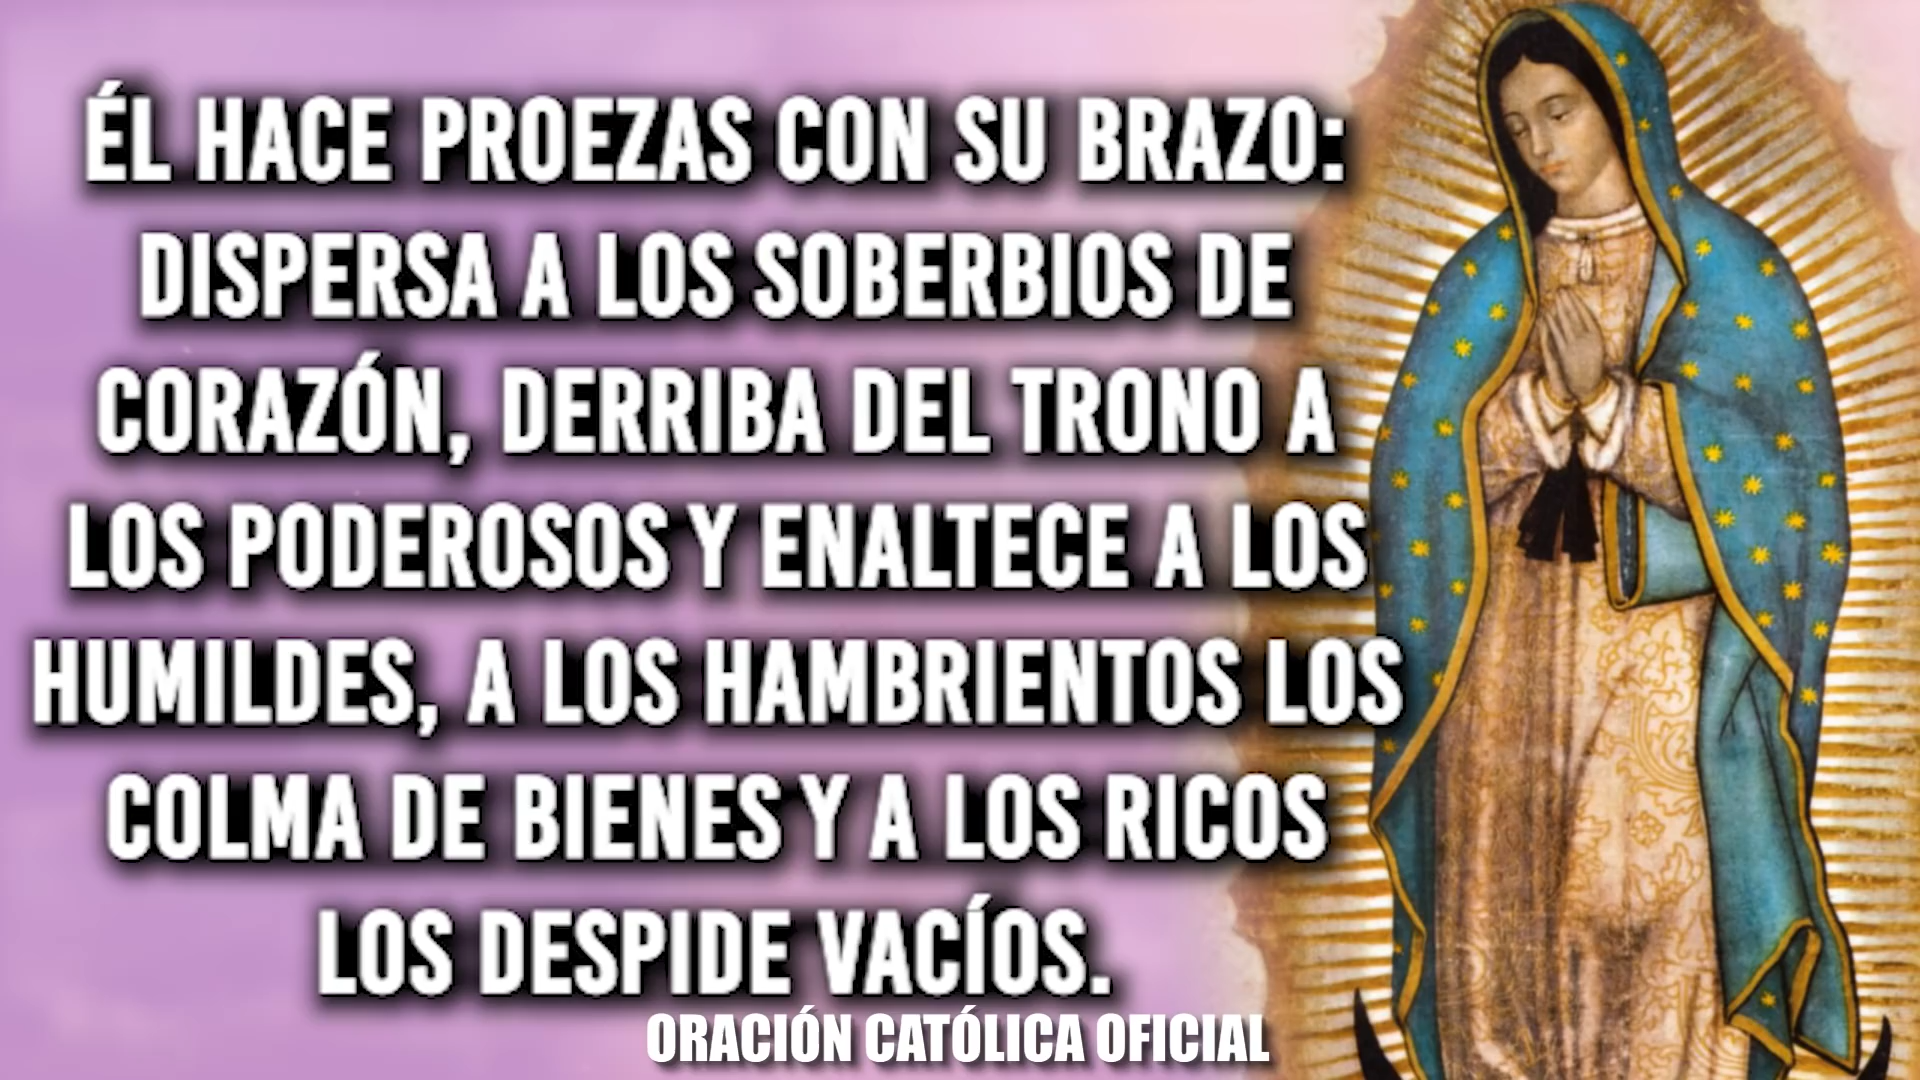 ÉL HACE PROEZAS CON SU BRAZO:
DISPERSA A LOS SOBERBIOS DE
CORAZÓN, DERRIBA DEL TRONO A
LOS PODEROSOS Y ENALTECE A LOS
HUMILDES, A LOS HAMBRIENTOS LOS
COLMA DE BIENES Y A LOS RICOS
LOS DESPIDE VACÍOS.
ORACIÓN CATÓLICA OFICIAL